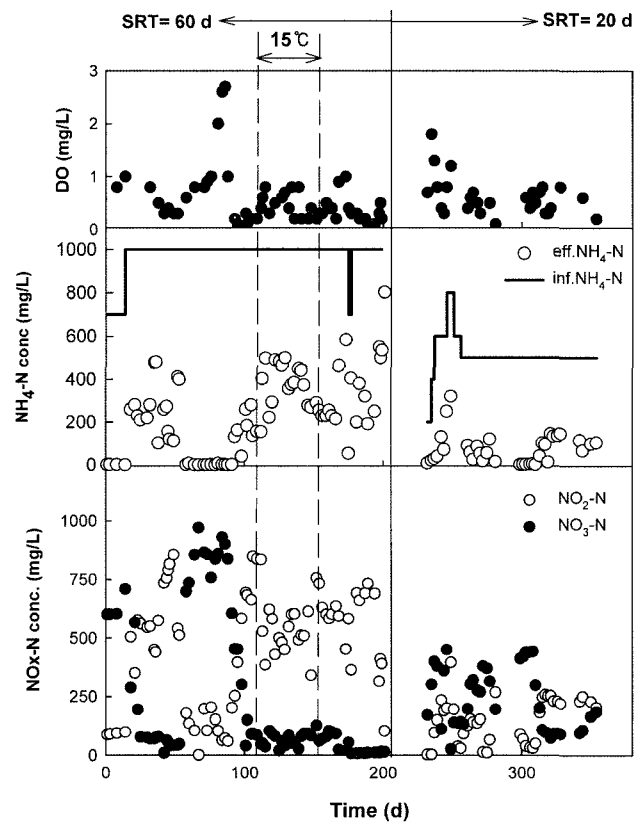 SRT= 60 d
SRT= 20 d
15℃
3
2
1
0
DO (mg/L)
1000
800
600
400
200
0
NH₄-N conc (mg/L)
eff.NH₄-N
inf.NH₄-N
1000
750
500
250
0
NOx-N conc. (mg/L)
NO₂-N
NO₃-N
0
100
200
300
Time (d)